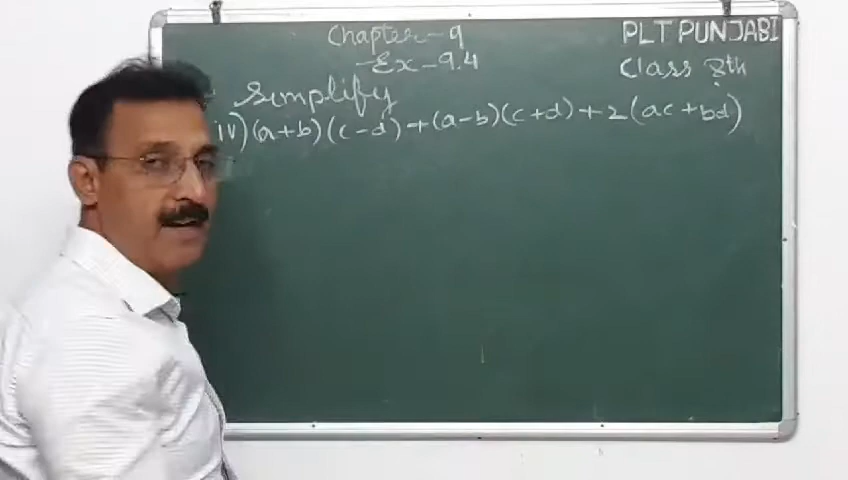 Chapter-9
PLT PUNJABI
Ex-9.4
Class 8th
Simplify
iv) (a+b)(c-d)+(a-b)(c+d)+2(ac+bd)